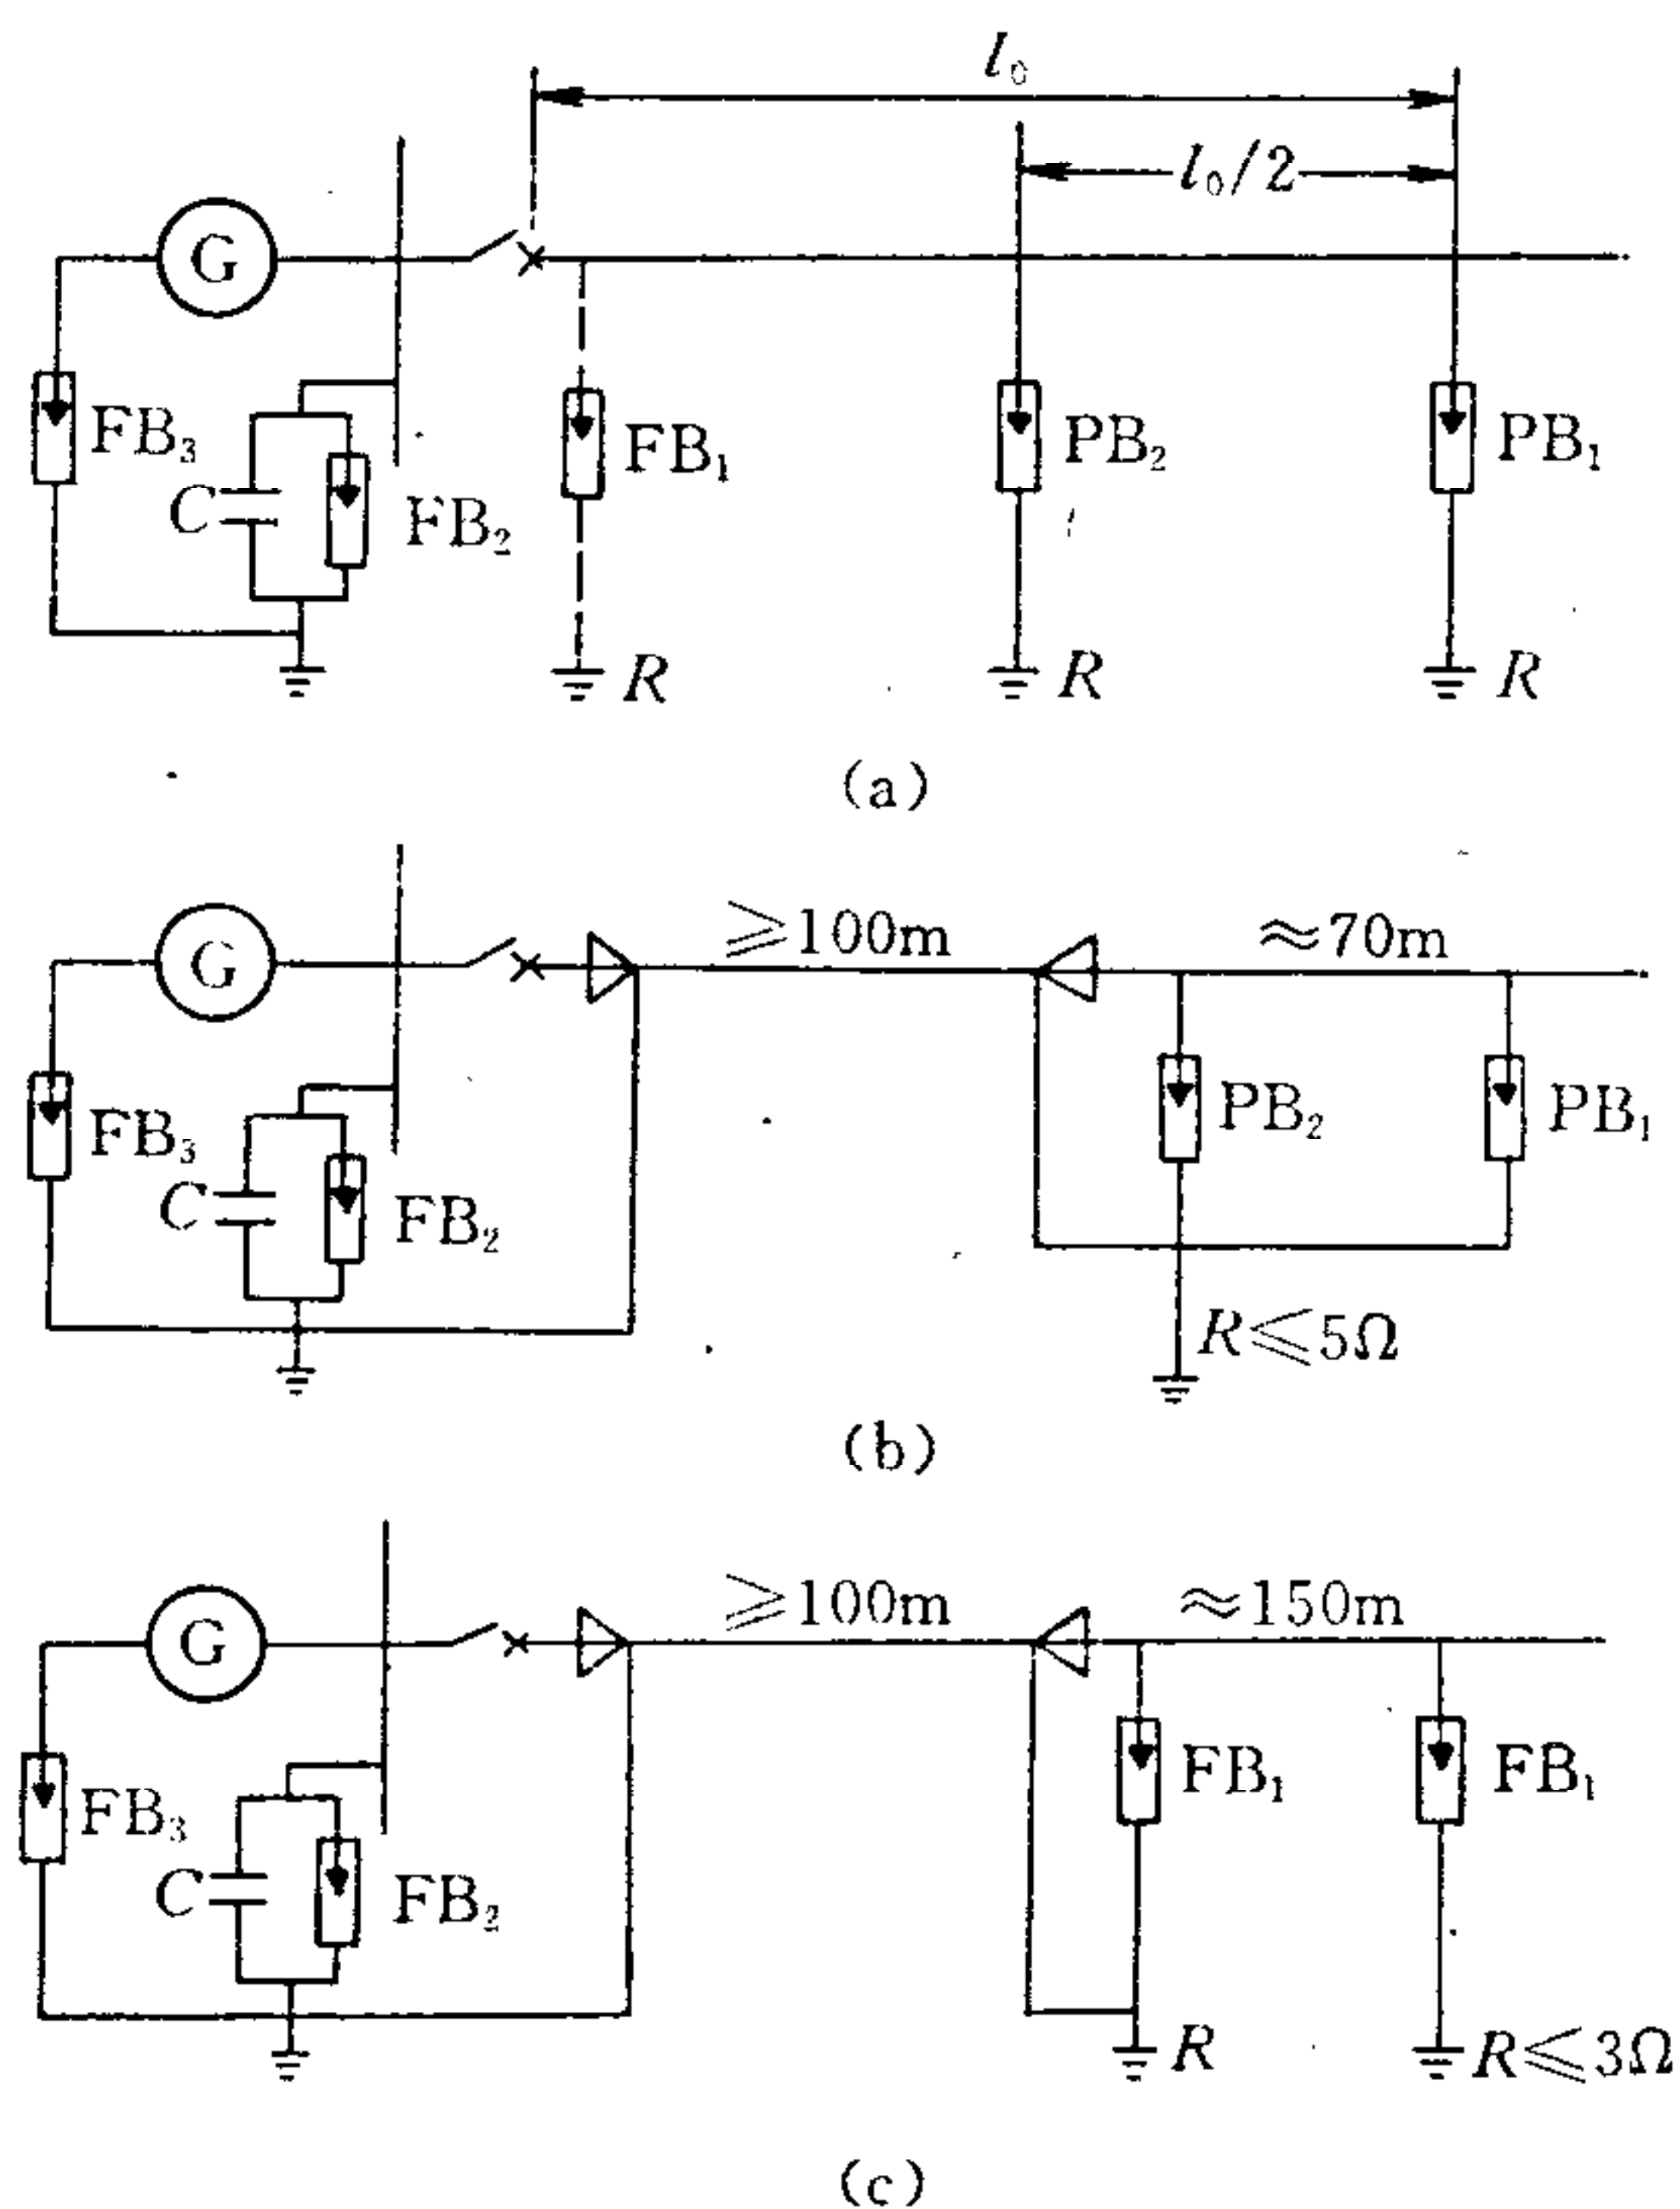 l₀
l₀/2
G
FB₃
C
FB₂
FB₁
PB₂
PB₁
R
R
R
(a)
≥100m
≈70m
G
FB₃
C
FB₂
PB₂
PB₁
R≤5Ω
(b)
≥100m
≈150m
G
FB₃
C
FB₂
FB₁
FB₁
R
R≤3Ω
(c)